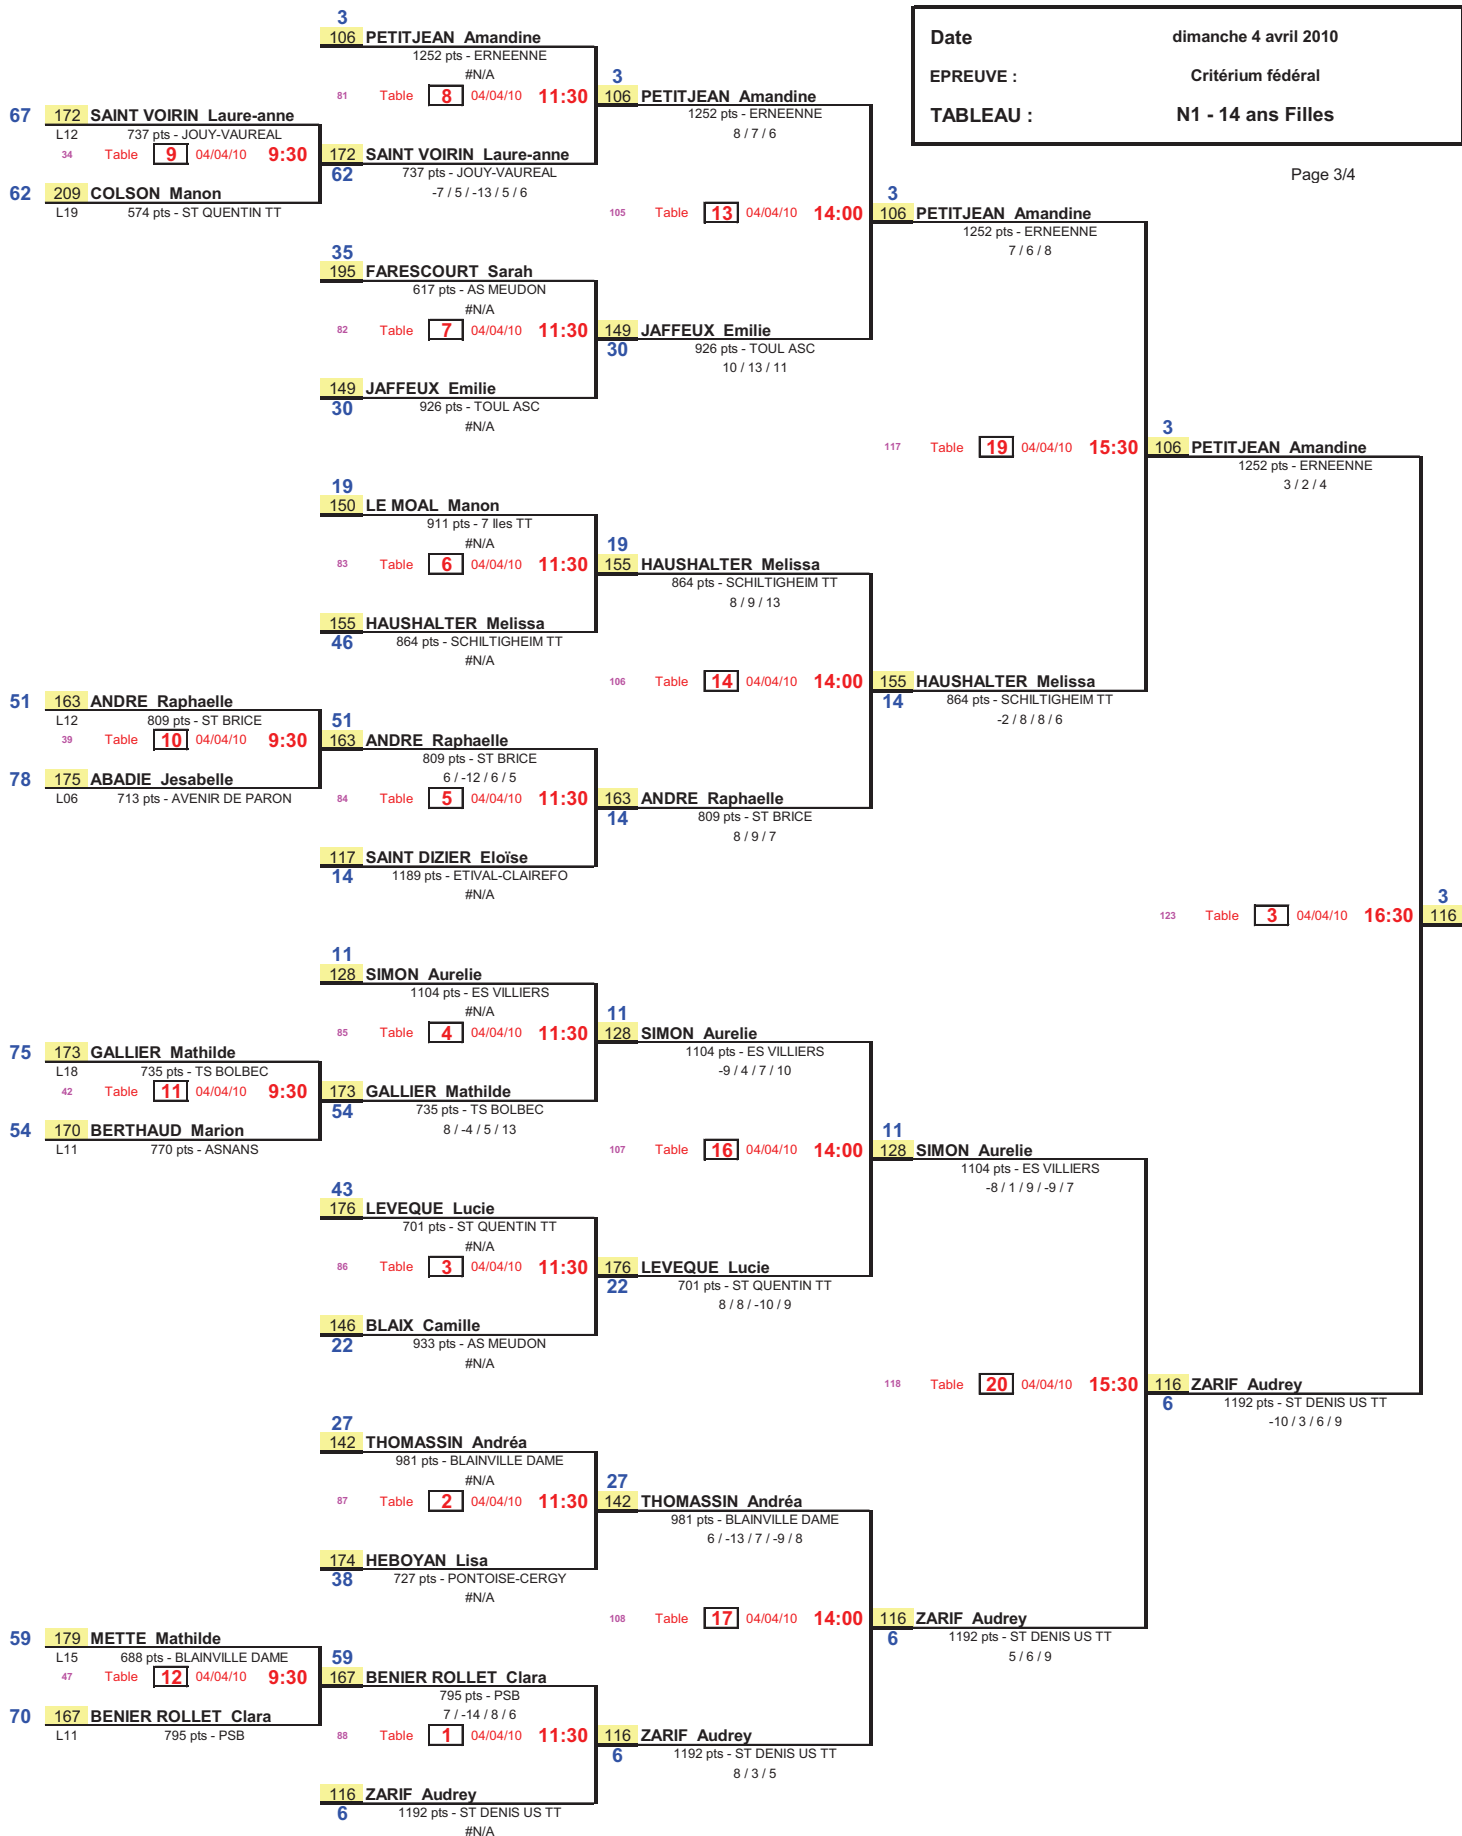 Date dimanche 4 avril 2010
EPREUVE : Critérium fédéral
TABLEAU : N1 - 14 ans Filles
Page 3/4
67 172 SAINT VOIRIN Laure-anne
L12 737 pts - JOUY-VAUREAL
34 Table 9 04/04/10 9:30
62 209 COLSON Manon
L19 574 pts - ST QUENTIN TT
51 163 ANDRE Raphaelle
L12 809 pts - ST BRICE
39 Table 10 04/04/10 9:30
78 175 ABADIE Jesabelle
L06 713 pts - AVENIR DE PARON
75 173 GALLIER Mathilde
L18 735 pts - TS BOLBEC
42 Table 11 04/04/10 9:30
54 170 BERTHAUD Marion
L11 770 pts - ASNANS
59 179 METTE Mathilde
L15 688 pts - BLAINVILLE DAME
47 Table 12 04/04/10 9:30
70 167 BENIER ROLLET Clara
L11 795 pts - PSB
3
106 PETITJEAN Amandine
1252 pts - ERNEENNE
#N/A
81 Table 8 04/04/10 11:30
172 SAINT VOIRIN Laure-anne
62 737 pts - JOUY-VAUREAL
-7 / 5 / -13 / 5 / 6
35
195 FARESCOURT Sarah
617 pts - AS MEUDON
#N/A
82 Table 7 04/04/10 11:30
149 JAFFEUX Emilie
30 926 pts - TOUL ASC
#N/A
19
150 LE MOAL Manon
911 pts - 7 Iles TT
#N/A
83 Table 6 04/04/10 11:30
155 HAUSHALTER Melissa
46 864 pts - SCHILTIGHEIM TT
#N/A
51
163 ANDRE Raphaelle
809 pts - ST BRICE
6 / -12 / 6 / 5
84 Table 5 04/04/10 11:30
117 SAINT DIZIER Eloïse
14 1189 pts - ETIVAL-CLAIREFO
#N/A
11
128 SIMON Aurelie
1104 pts - ES VILLIERS
#N/A
85 Table 4 04/04/10 11:30
173 GALLIER Mathilde
54 735 pts - TS BOLBEC
8 / -4 / 5 / 13
43
176 LEVEQUE Lucie
701 pts - ST QUENTIN TT
#N/A
86 Table 3 04/04/10 11:30
146 BLAIX Camille
22 933 pts - AS MEUDON
#N/A
27
142 THOMASSIN Andréa
981 pts - BLAINVILLE DAME
#N/A
87 Table 2 04/04/10 11:30
174 HEBOYAN Lisa
38 727 pts - PONTOISE-CERGY
#N/A
59
167 BENIER ROLLET Clara
795 pts - PSB
7 / -14 / 8 / 6
88 Table 1 04/04/10 11:30
116 ZARIF Audrey
6 1192 pts - ST DENIS US TT
#N/A
3
106 PETITJEAN Amandine
1252 pts - ERNEENNE
8 / 7 / 6
105 Table 13 04/04/10 14:00
149 JAFFEUX Emilie
30 926 pts - TOUL ASC
10 / 13 / 11
19
155 HAUSHALTER Melissa
864 pts - SCHILTIGHEIM TT
8 / 9 / 13
106 Table 14 04/04/10 14:00
163 ANDRE Raphaelle
14 809 pts - ST BRICE
8 / 9 / 7
11
128 SIMON Aurelie
1104 pts - ES VILLIERS
-9 / 4 / 7 / 10
107 Table 16 04/04/10 14:00
176 LEVEQUE Lucie
22 701 pts - ST QUENTIN TT
8 / 8 / -10 / 9
27
142 THOMASSIN Andréa
981 pts - BLAINVILLE DAME
6 / -13 / 7 / -9 / 8
108 Table 17 04/04/10 14:00
116 ZARIF Audrey
6 1192 pts - ST DENIS US TT
8 / 3 / 5
3
106 PETITJEAN Amandine
1252 pts - ERNEENNE
7 / 6 / 8
117 Table 19 04/04/10 15:30
155 HAUSHALTER Melissa
14 864 pts - SCHILTIGHEIM TT
-2 / 8 / 8 / 6
11
128 SIMON Aurelie
1104 pts - ES VILLIERS
-8 / 1 / 9 / -9 / 7
118 Table 20 04/04/10 15:30
116 ZARIF Audrey
6 1192 pts - ST DENIS US TT
5 / 6 / 9
3
106 PETITJEAN Amandine
1252 pts - ERNEENNE
3 / 2 / 4
123 Table 3 04/04/10 16:30
116 ZARIF Audrey
6 1192 pts - ST DENIS US TT
-10 / 3 / 6 / 9
3
116